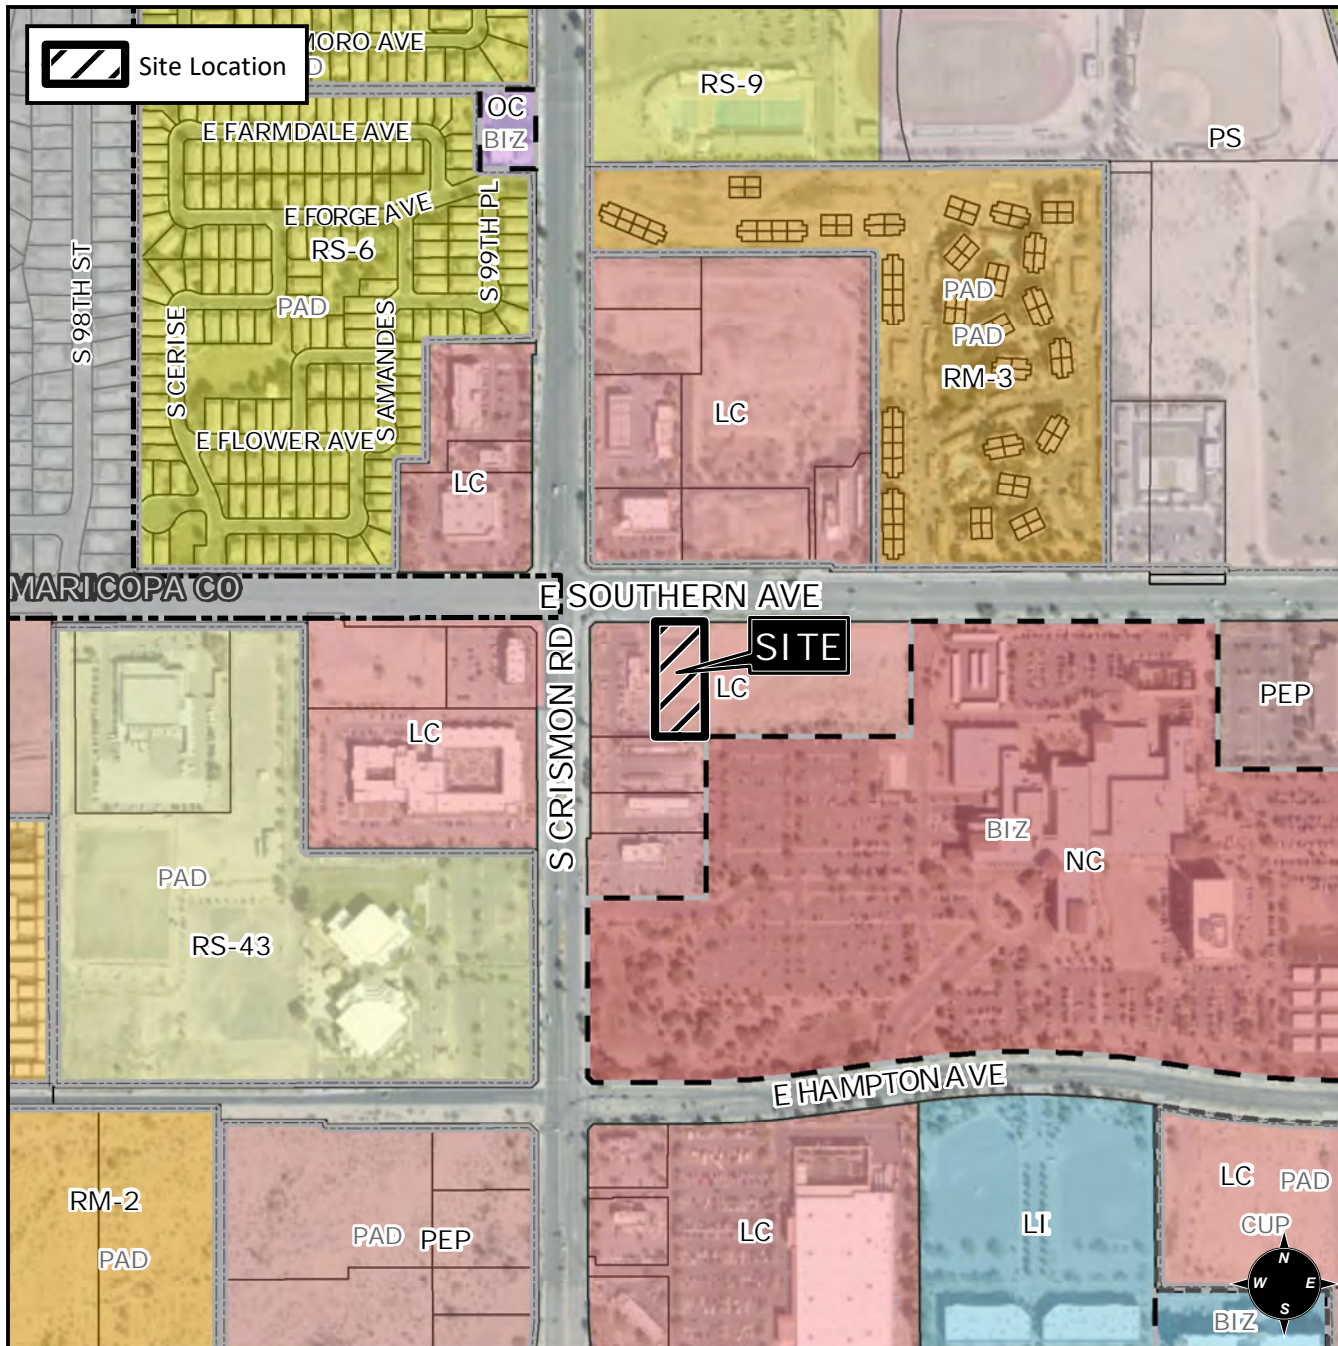 Site Location
MORO AVE
D
OC
BIZ
E FARMDALE AVE
RS-9
PS
E FORGE AVE
RS-6
S 99TH PL
S 98TH ST
PAD
S CERISE
S AMANDES
E FLOWER AVE
LC
LC
PAD
PAD
RM-3
MARICOPA CO
E SOUTHERN AVE
S CRISMON RD
SITE
LC
PEP
LC
BIZ
NC
PAD
RS-43
E HAMPTON AVE
RM-2
PAD
PAD
PEP
LC
LI
LC
PAD
CUP
N
W
E
S
BIZ